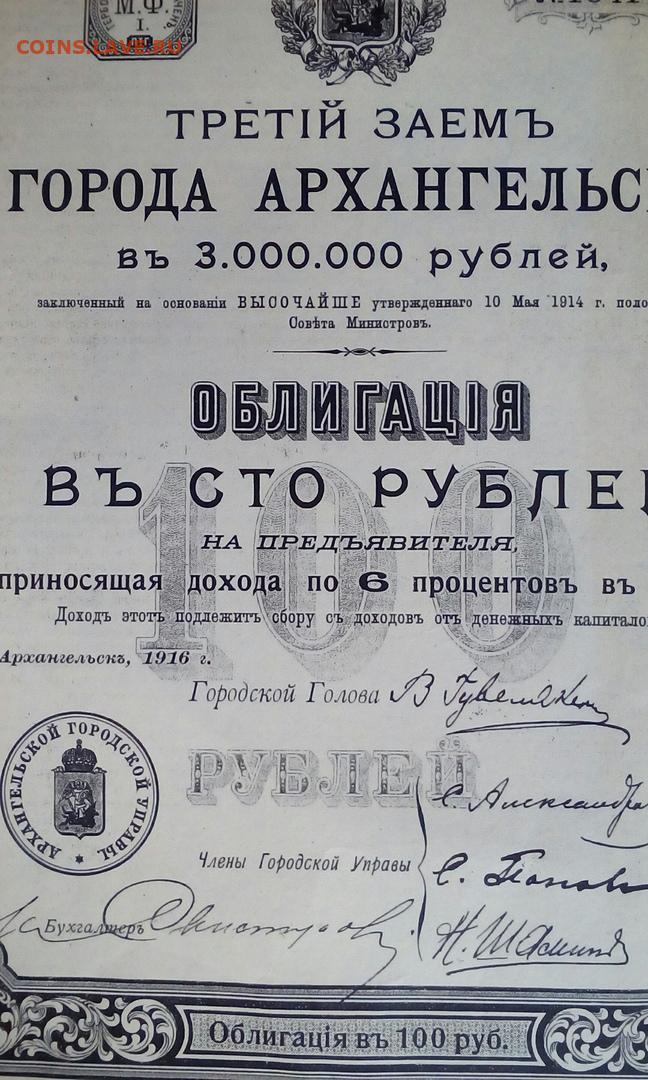 М.Ф.
I.
COINS.LAVE.RU
ТРЕТІЙ ЗАЕМЪ
ГОРОДА АРХАНГЕЛЬС
въ 3.000.000 рублей,
заключенный на основаніи ВЫСОЧАЙШЕ утвержденнаго 10 Мая 1914 г. поло
Совѣта Министровъ.
ОБЛИГАЦІЯ
ВЪ СТО РУБЛЕ
100
НА ПРЕДЪЯВИТЕЛЯ,
приносящая дохода по 6 процентовъ въ
Доходъ этотъ подлежитъ сбору съ доходовъ отъ денежныхъ капитало
Архангельскъ, 1916 г.
Городской Голова В
АРХАНГЕЛЬСКОЙ ГОРОДСКОЙ УПРАВЫ
РУБЛЕЙ
С. Александро
Члены Городской Управы
С. Поповъ
Бухгалтеръ
Н.
Облигація въ 100 руб.